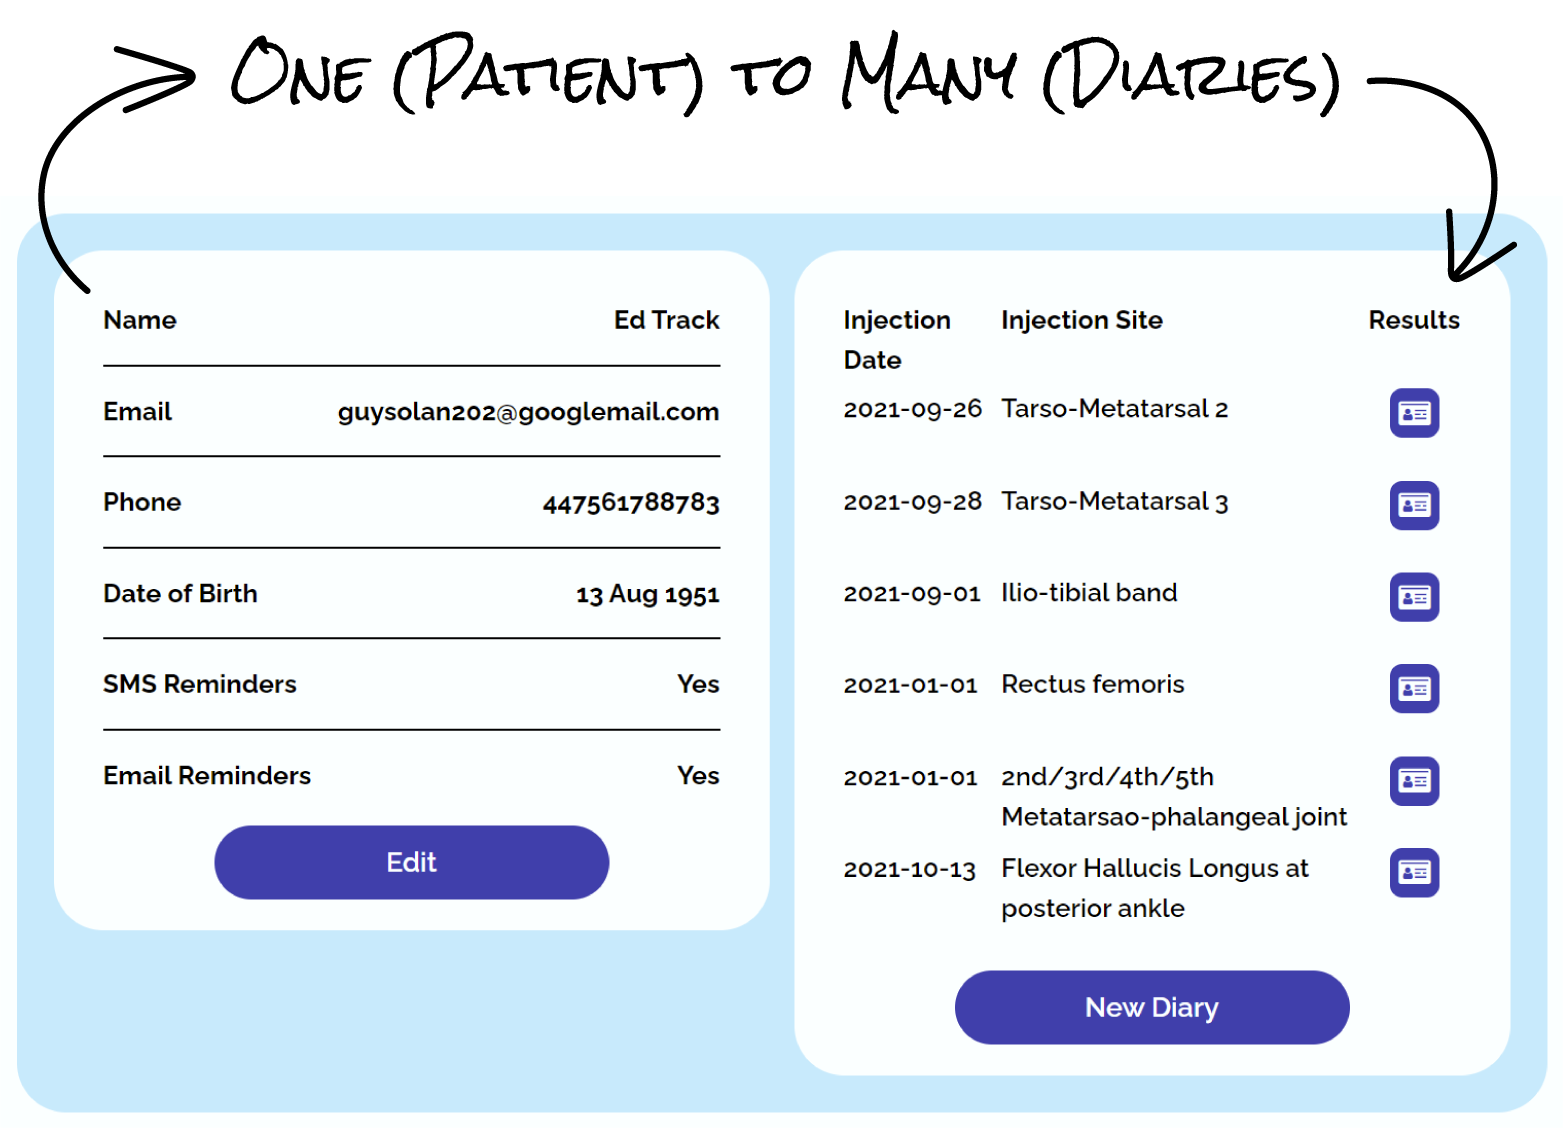 One (Patient) to Many (Diaries)
Name Ed Track
Email guysolan202@googlemail.com
Phone 447561788783
Date of Birth 13 Aug 1951
SMS Reminders Yes
Email Reminders Yes
Edit
Injection Date Injection Site Results
2021-09-26 Tarso-Metatarsal 2
2021-09-28 Tarso-Metatarsal 3
2021-09-01 Ilio-tibial band
2021-01-01 Rectus femoris
2021-01-01 2nd/3rd/4th/5th
Metatarsao-phalangeal joint
2021-10-13 Flexor Hallucis Longus at
posterior ankle
New Diary